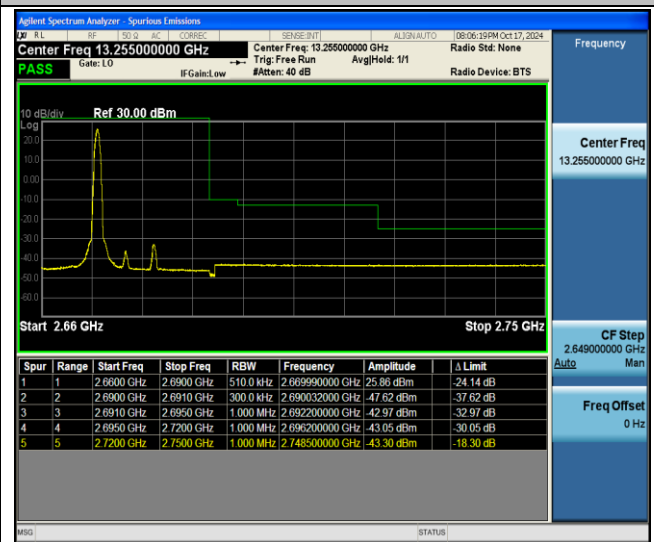 Agilent Spectrum Analyzer - Spurious Emissions
RL RF 50 Ω AC CORREC SENSE:INT ALIGN AUTO 08:06:19PM Oct 17, 2024
Center Freq 13.255000000 GHz Center Freq: 13.255000000 GHz Radio Std: None Frequency
PASS Gate: LO Trig: Free Run Avg|Hold: 1/1
IFGain:Low #Atten: 40 dB Radio Device: BTS
10 dB/div Ref 30.00 dBm
Log
20.0
10.0
0.00
-10.0
-20.0
-30.0
-40.0
-50.0
-60.0
Start 2.66 GHz Stop 2.75 GHz
Spur Range Start Freq Stop Freq RBW Frequency Amplitude Δ Limit
1 1 2.6600 GHz 2.6900 GHz 510.0 kHz 2.669990000 GHz 25.86 dBm -24.14 dB
2 2 2.6900 GHz 2.6910 GHz 300.0 kHz 2.690032000 GHz -47.62 dBm -37.62 dB
3 3 2.6910 GHz 2.6950 GHz 1.000 MHz 2.692200000 GHz -42.97 dBm -32.97 dB
4 4 2.6950 GHz 2.7200 GHz 1.000 MHz 2.696200000 GHz -43.05 dBm -30.05 dB
5 5 2.7200 GHz 2.7500 GHz 1.000 MHz 2.748500000 GHz -43.30 dBm -18.30 dB
Center Freq
13.255000000 GHz
CF Step
2.649000000 GHz
Auto Man
Freq Offset
0 Hz
MSG STATUS